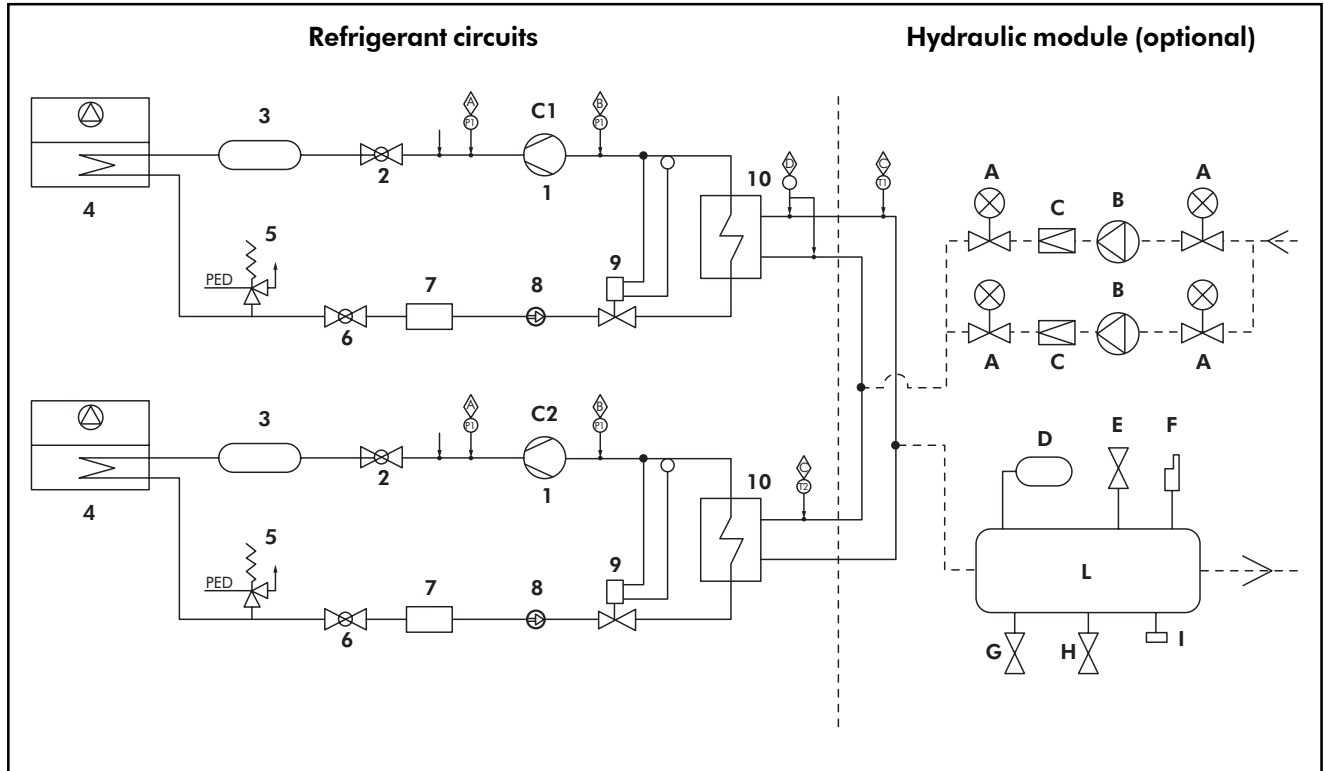 Refrigerant circuits
Hydraulic module (optional)
A
P1
C1
B
P1
3
2
1
D
C
T1
10
4
5
PED
6
7
8
9
A
C
B
A
B
A
C
A
A
P1
C2
B
P1
3
2
1
C
T2
10
4
5
PED
6
7
8
9
D
E
F
L
G
H
I